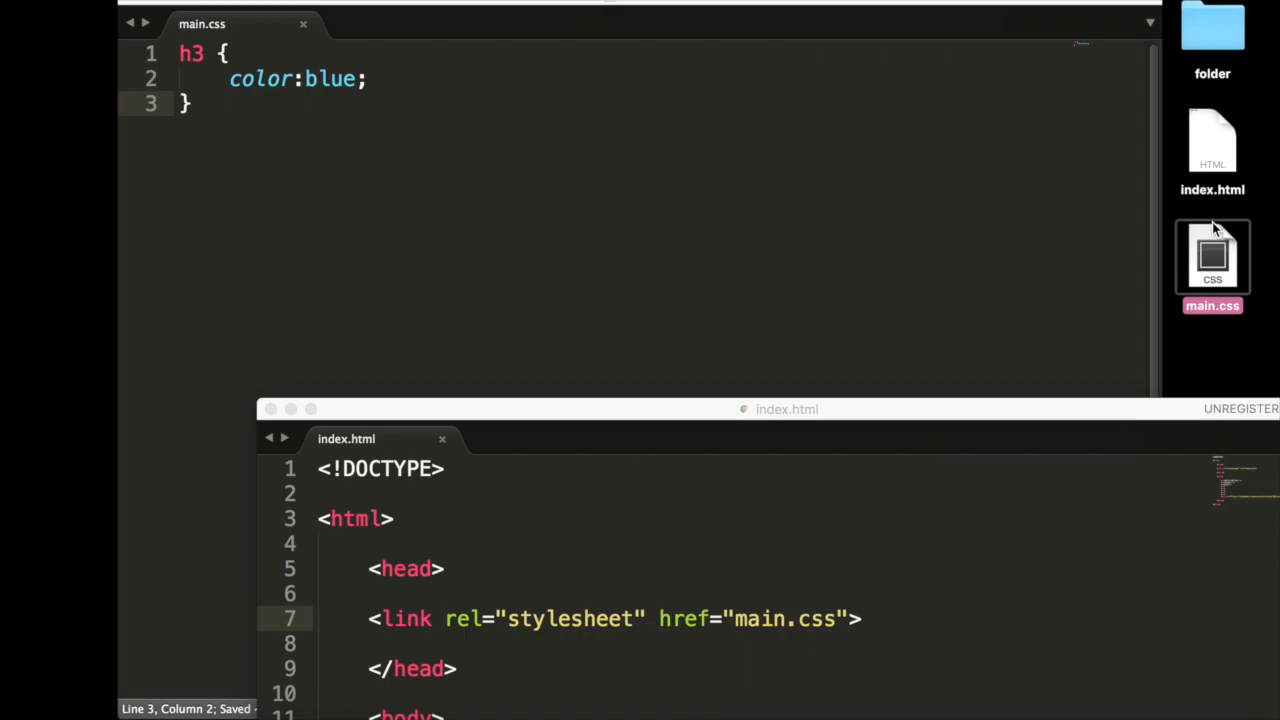 main.css
1 h3 {
2 color:blue;
3 }
folder
HTML
index.html
CSS
main.css
index.html
UNREGISTER
index.html
1 <!DOCTYPE>
2
3 <html>
4
5 <head>
6
7 <link rel="stylesheet" href="main.css">
8
9 </head>
10
11 <body>
Line 3, Column 2; Saved